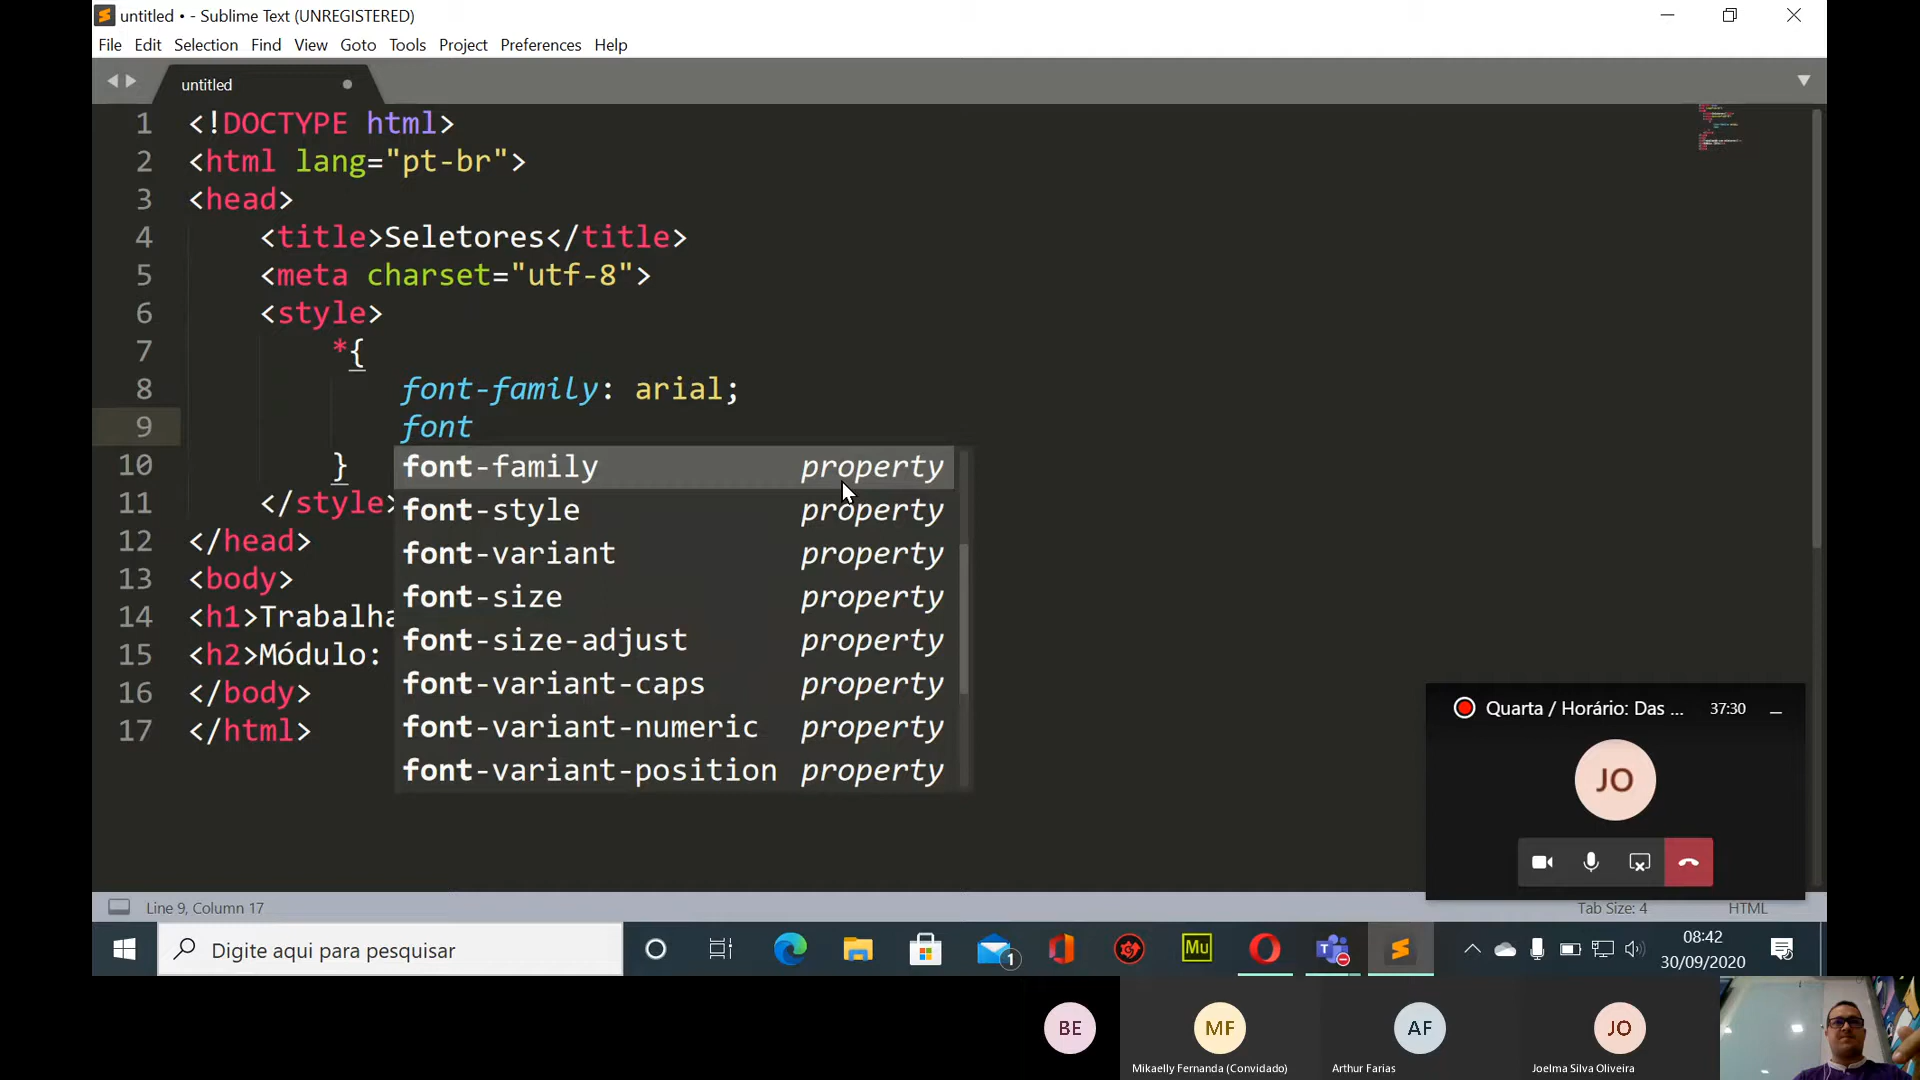 untitled • - Sublime Text (UNREGISTERED)
File Edit Selection Find View Goto Tools Project Preferences Help
untitled
1 <!DOCTYPE html>
2 <html lang="pt-br">
3 <head>
4 <title>Seletores</title>
5 <meta charset="utf-8">
6 <style>
7 *{
8 font-family: arial;
9 font
10 }
11 </style>
12 </head>
13 <body>
14 <h1>Trabalha
15 <h2>Módulo:
16 </body>
17 </html>
font-family property
font-style property
font-variant property
font-size property
font-size-adjust property
font-variant-caps property
font-variant-numeric property
font-variant-position property
Quarta / Horário: Das ... 37:30
JO
Line 9, Column 17
Tab Size: 4 HTML
Digite aqui para pesquisar
1
Mu
08:42
30/09/2020
BE
MF
AF
JO
Mikaelly Fernanda (Convidado)
Arthur Farias
Joelma Silva Oliveira